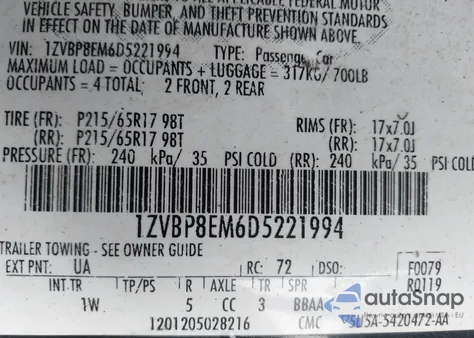 VEHICLE SAFETY, BUMPER, AND THEFT PREVENTION STANDARDS
IN EFFECT ON THE DATE OF MANUFACTURE SHOWN ABOVE.
VIN: 1ZVBP8EM6D5221994 TYPE: Passenger Car
MAXIMUM LOAD = OCCUPANTS + LUGGAGE = 317KG/700LB
OCCUPANTS = 4 TOTAL; 2 FRONT, 2 REAR
TIRE (FR): P215/65R17 98T RIMS (FR): 17x7.0J
(RR): P215/65R17 98T (RR): 17x7.0J
PRESSURE (FR): 240 kPa/ 35 PSI COLD (RR): 240 kPa/ 35 PSI COLD
1ZVBP8EM6D5221994
TRAILER TOWING - SEE OWNER GUIDE
EXT PNT: UA RC: 72 DSO: F0079
INT TR TP/PS R AXLE TR SPR R0119
1W 5 CC 3 BBAA
autoSnap
1201205028216 CMC 5U5A-5420472-AA